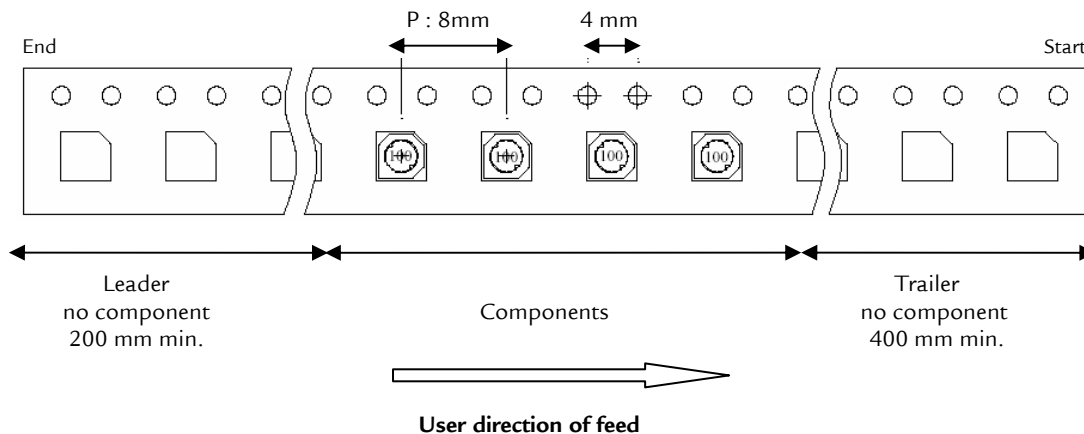 P : 8mm
4 mm
End
Start
100
100
100
100
Leader
no component
200 mm min.
Components
Trailer
no component
400 mm min.
User direction of feed